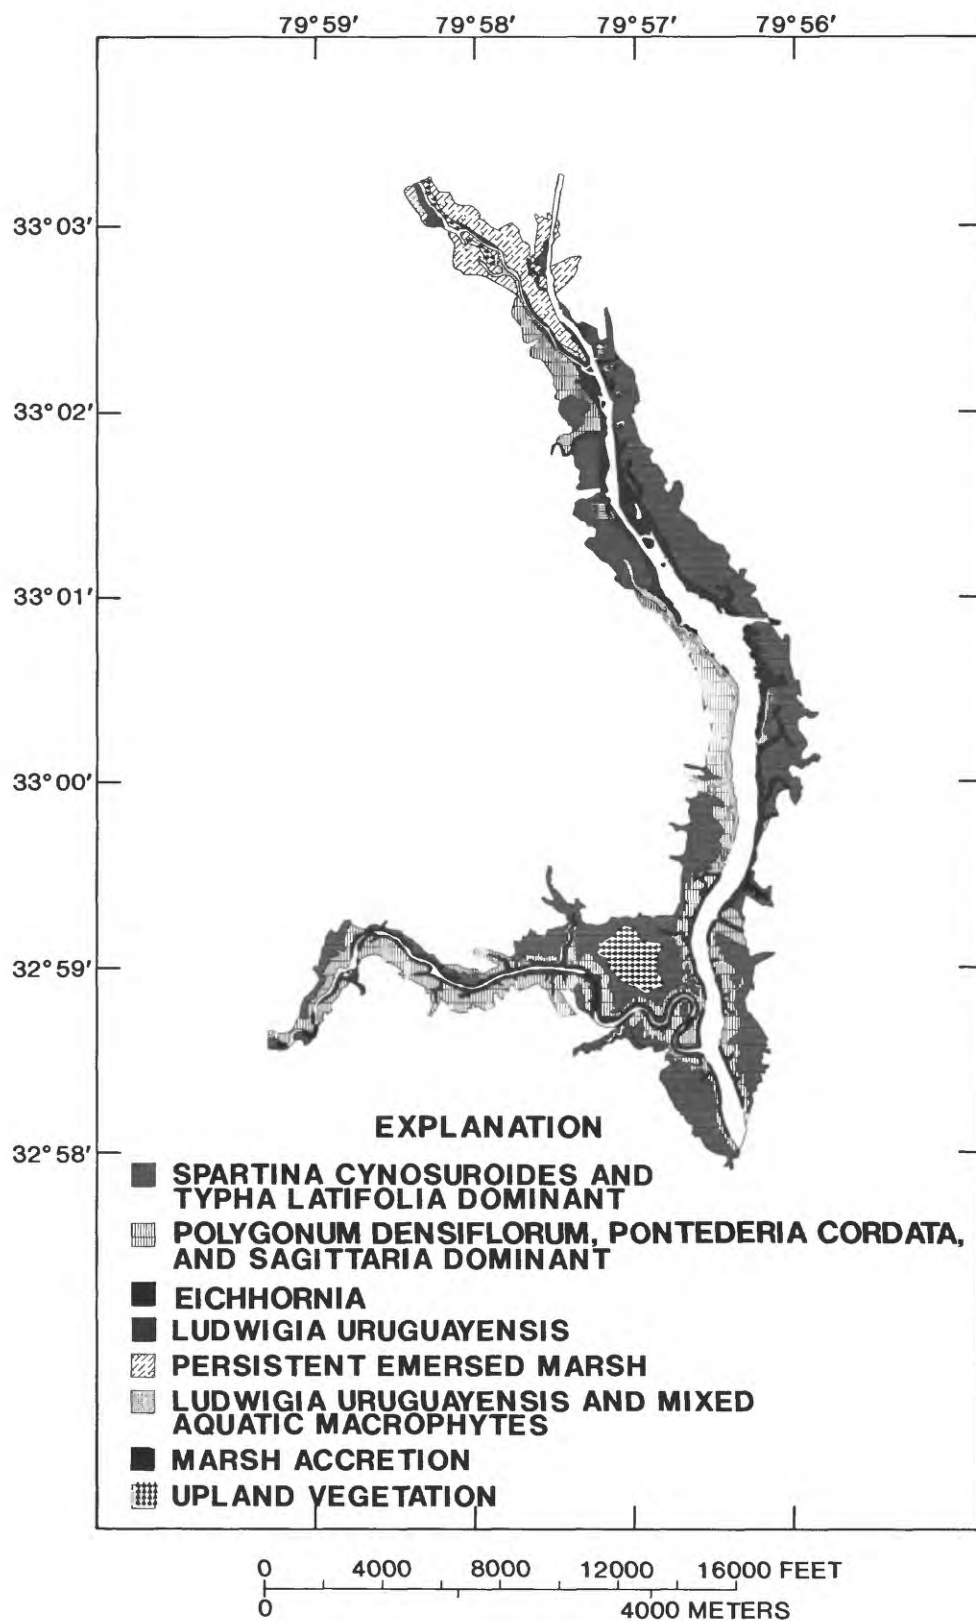 79°59' 79°58' 79°57' 79°56'
33°03'
33°02'
33°01'
33°00'
32°59'
32°58'
EXPLANATION
SPARTINA CYNOSUROIDES AND
TYPHA LATIFOLIA DOMINANT
POLYGONUM DENSIFLORUM, PONTEDERIA CORDATA,
AND SAGITTARIA DOMINANT
EICHHORNIA
LUDWIGIA URUGUAYENSIS
PERSISTENT EMERSED MARSH
LUDWIGIA URUGUAYENSIS AND MIXED
AQUATIC MACROPHYTES
MARSH ACCRETION
UPLAND VEGETATION
0 4000 8000 12000 16000 FEET
0 4000 METERS